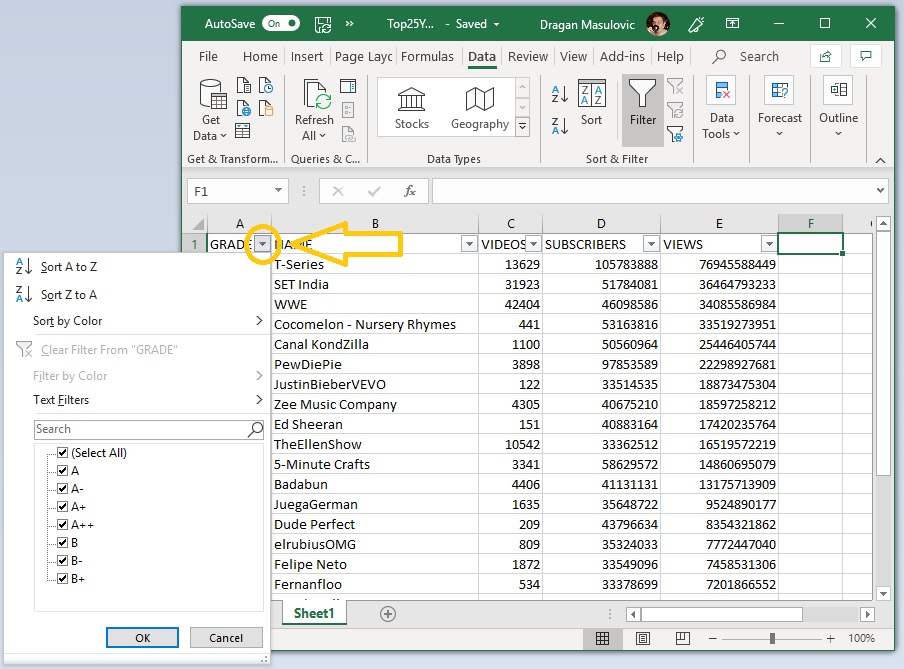 AutoSave On » Top25Y... - Saved Dragan Masulovic
File Home Insert Page Layc Formulas Data Review View Add-ins Help Search
Get Data
Refresh All
Stocks Geography
Sort Filter
Data Tools
Forecast Outline
Get & Transform... Queries & C... Data Types Sort & Filter
F1 fx
A B C D E F
1 GRADE NAME VIDEOS SUBSCRIBERS VIEWS
T-Series 13629 105783888 76945588449
SET India 31923 51784081 36464793233
WWE 42404 46098586 34085586984
Cocomelon - Nursery Rhymes 441 53163816 33519273951
Canal KondZilla 1100 50560964 25446405744
PewDiePie 3898 97853589 22298927681
JustinBieberVEVO 122 33514535 18873475304
Zee Music Company 4305 40675210 18597258212
Ed Sheeran 151 40883164 17420235764
TheEllenShow 10542 33362512 16519572219
5-Minute Crafts 3341 58629572 14860695079
Badabun 4406 41131131 13175713909
JuegaGerman 1635 35648722 9524890177
Dude Perfect 209 43796634 8354321862
elrubiusOMG 809 35324033 7772447040
Felipe Neto 1872 33549096 7458531306
Fernanfloo 534 33378699 7201866552
Sheet1
100%
Sort A to Z
Sort Z to A
Sort by Color
Clear Filter From "GRADE"
Filter by Color
Text Filters
Search
(Select All)
A
A-
A+
A++
B
B-
B+
OK Cancel